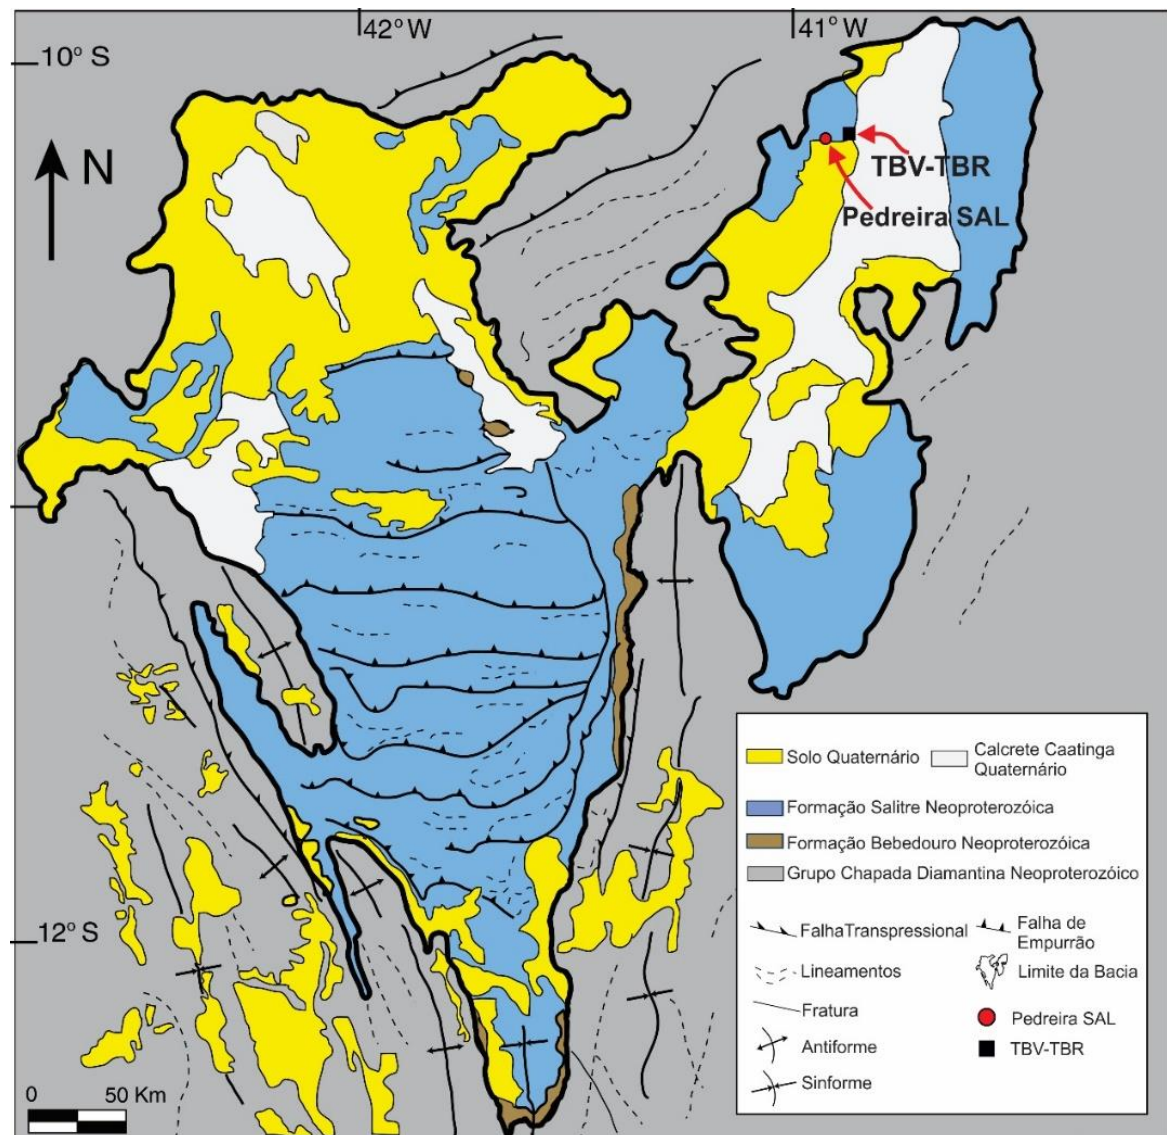 42° W
41° W
10° S
N
TBV-TBR
Pedreira SAL
12° S
0 50 Km
Solo Quaternário
Calcrete Caatinga
Quaternário
Formação Salitre Neoproterozóica
Formação Bebedouro Neoproterozóica
Grupo Chapada Diamantina Neoproterozóico
FalhaTranspressional
Falha de
Empurrão
Lineamentos
Limite da Bacia
Fratura
Pedreira SAL
Antiforme
TBV-TBR
Sinforme